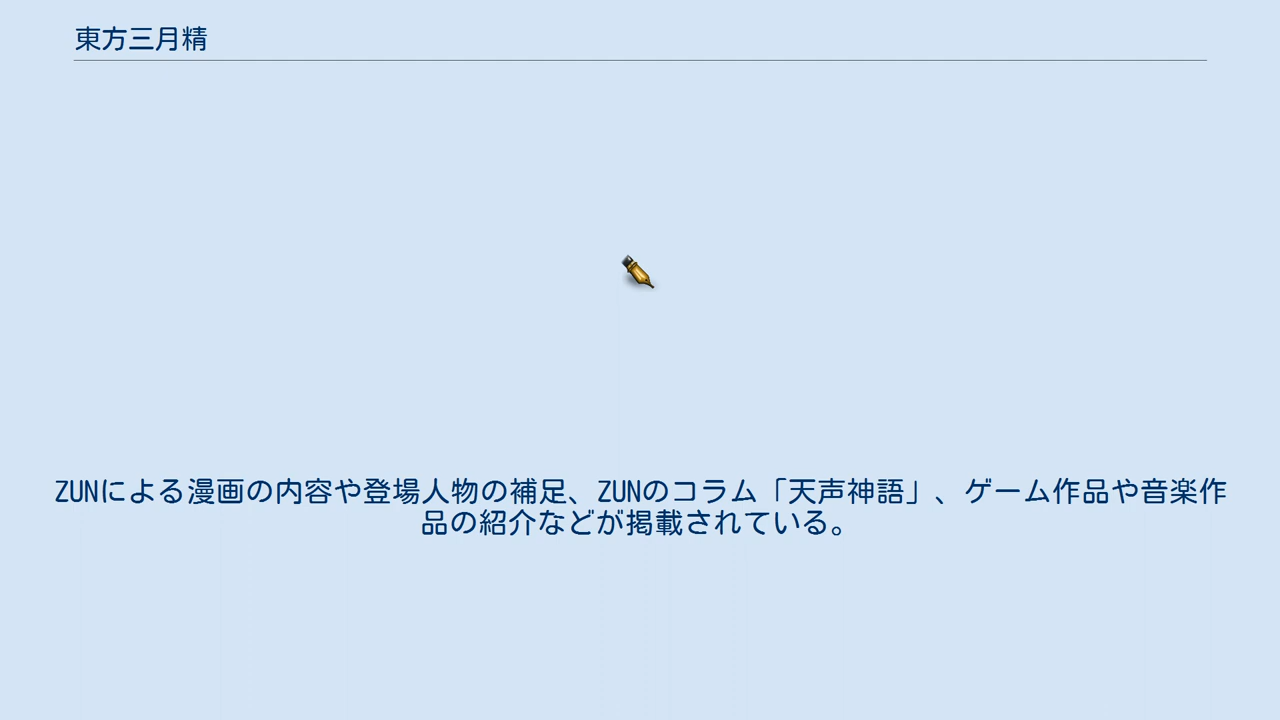 東方三月精
ZUNによる漫画の内容や登場人物の補足、ZUNのコラム「天声神語」、ゲーム作品や音楽作
品の紹介などが掲載されている。